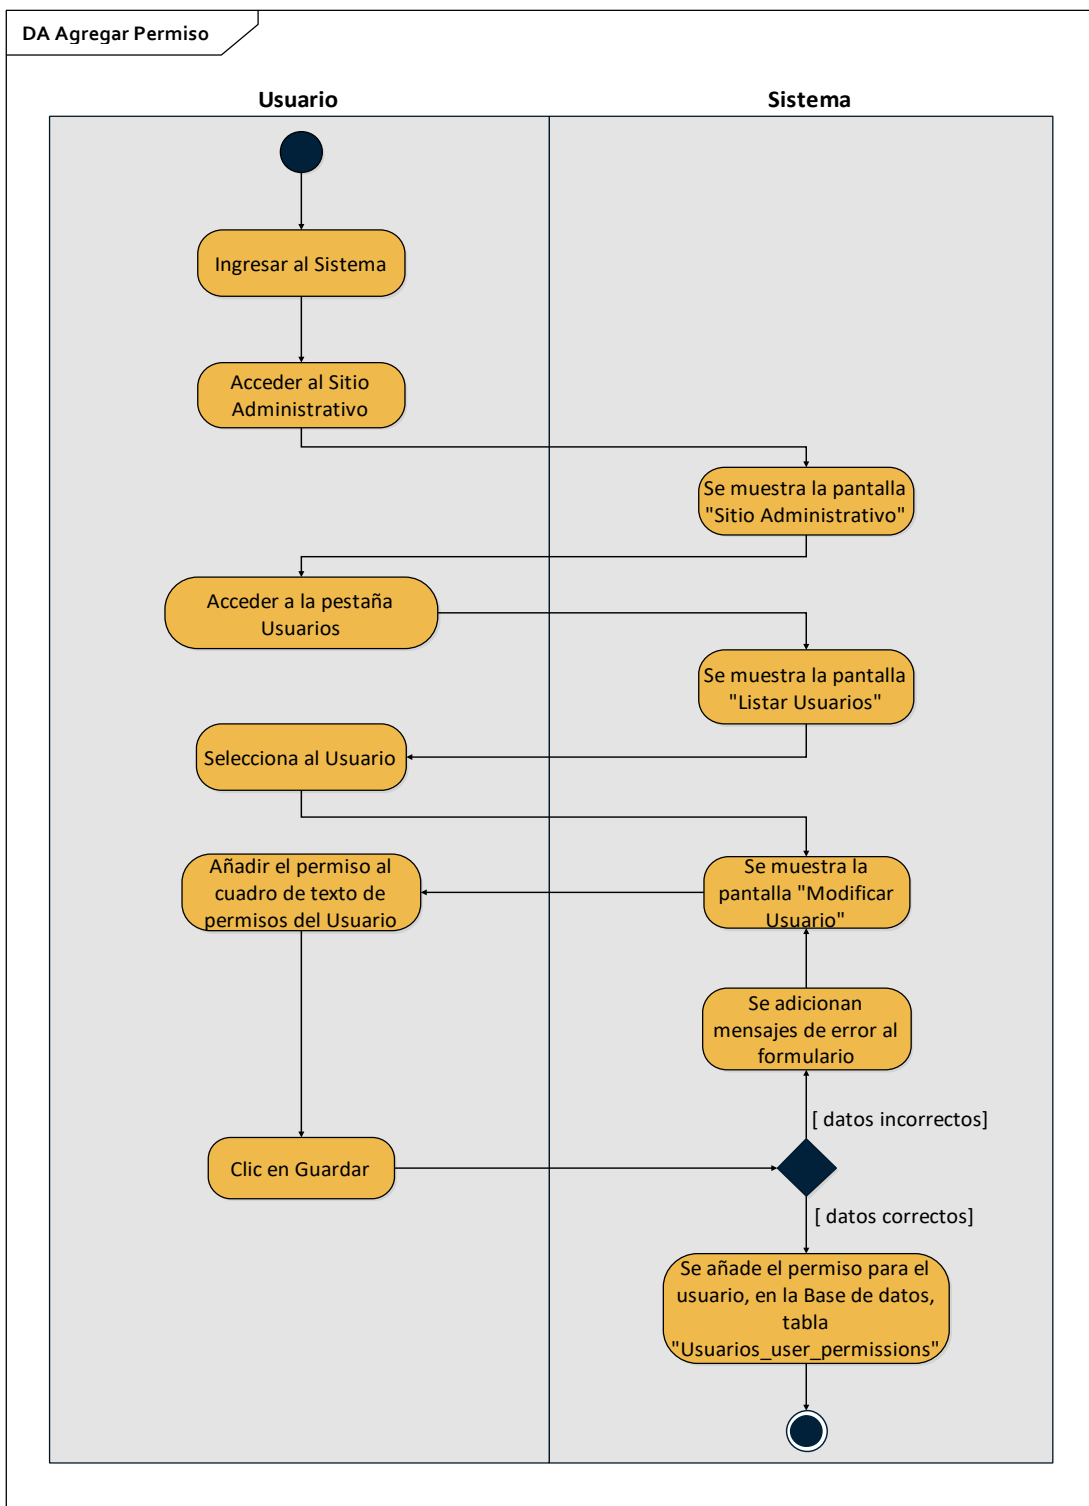 DA Agregar Permiso
Usuario
Sistema
Ingresar al Sistema
Acceder al Sitio
Administrativo
Se muestra la pantalla
"Sitio Administrativo"
Acceder a la pestaña
Usuarios
Se muestra la pantalla
"Listar Usuarios"
Selecciona al Usuario
Se muestra la
pantalla "Modificar
Usuario"
Añadir el permiso al
cuadro de texto de
permisos del Usuario
Se adicionan
mensajes de error al
formulario
[ datos incorrectos]
Clic en Guardar
[ datos correctos]
Se añade el permiso para el
usuario, en la Base de datos,
tabla
"Usuarios_user_permissions"